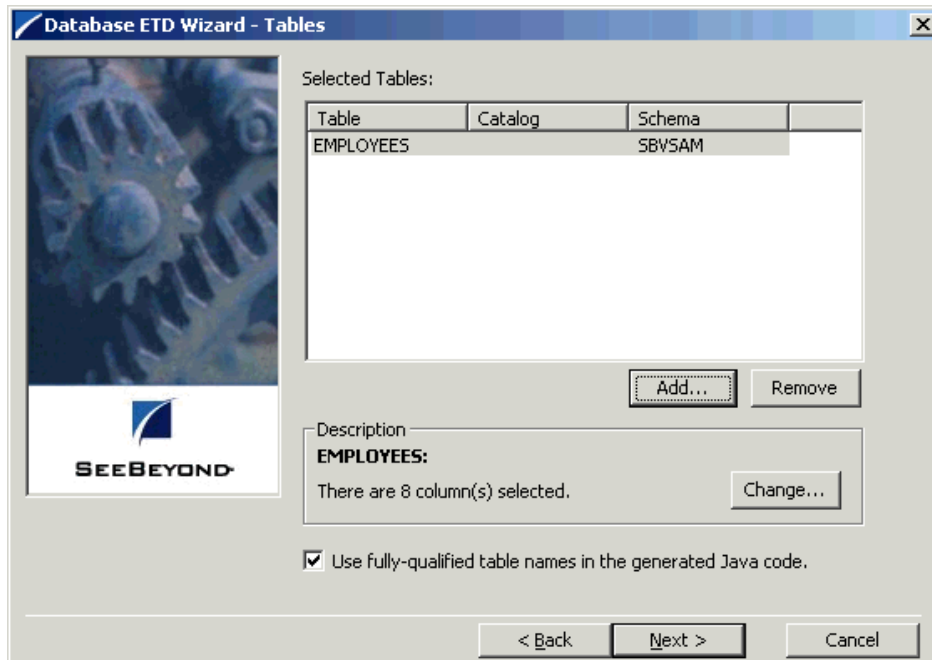 Database ETD Wizard - Tables
Selected Tables:
Table Catalog Schema
EMPLOYEES SBVSAM
Add... Remove
Description
EMPLOYEES:
There are 8 column(s) selected.
Change...
SEEBEYOND
Use fully-qualified table names in the generated Java code.
< Back Next > Cancel